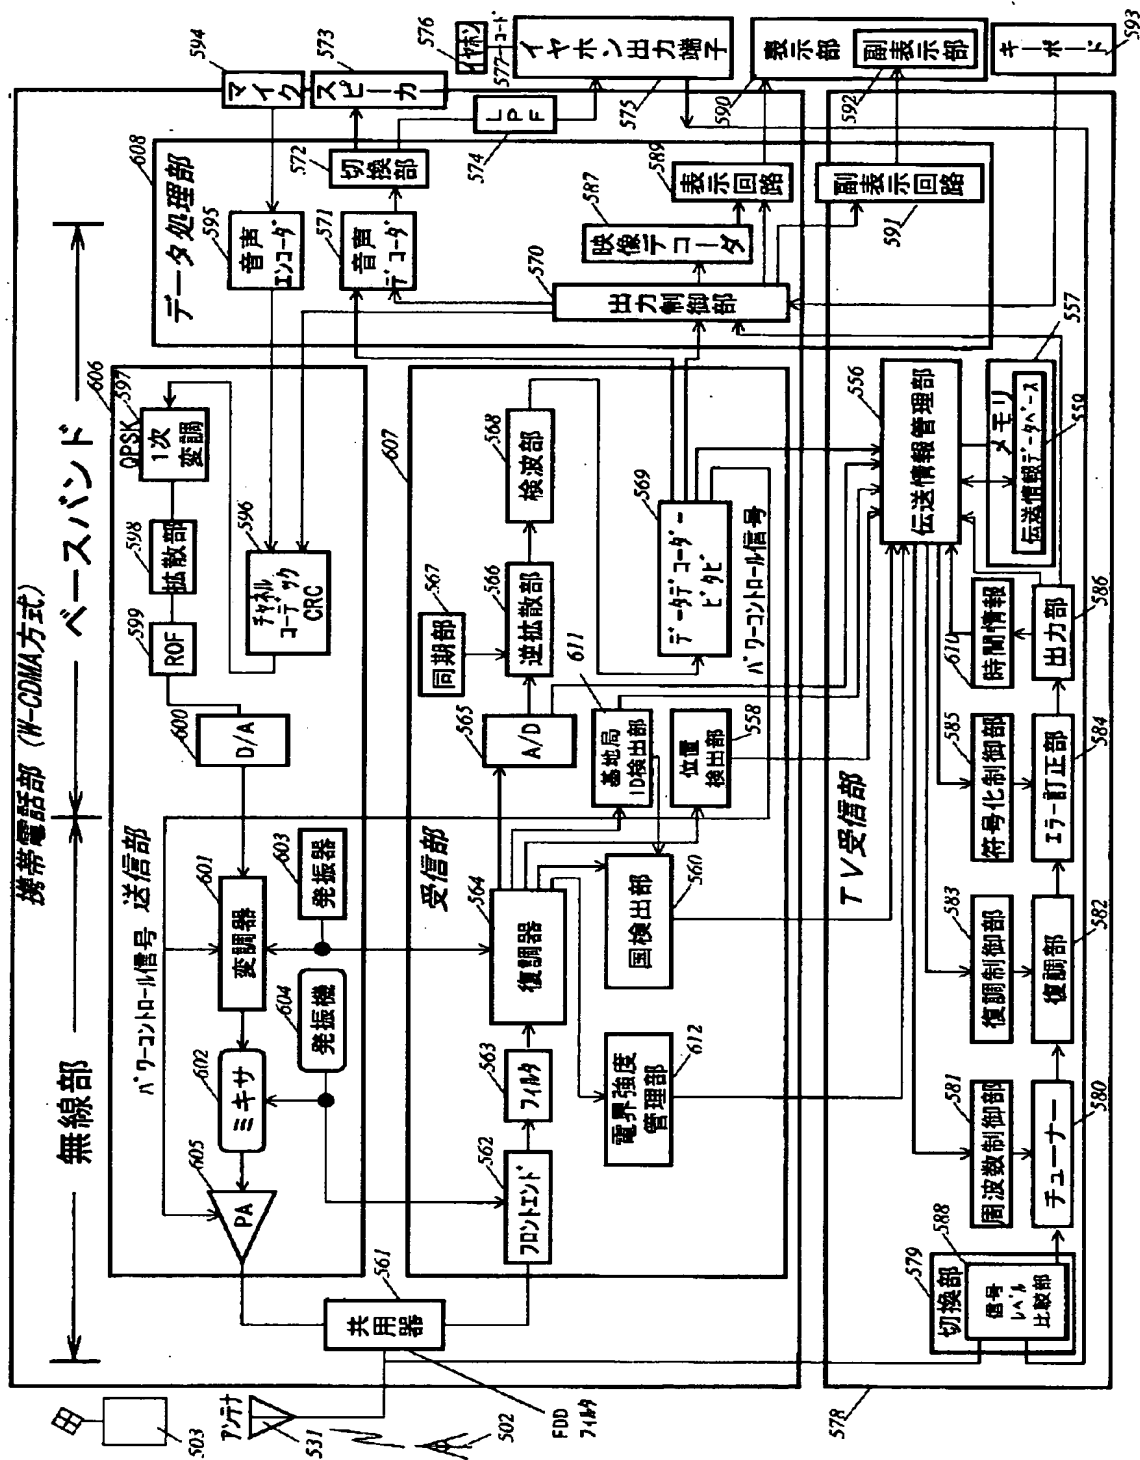 携帯電話部 (W-CDMA方式)
無線部
ベースバンド
パワーコントロール信号
送信部
606
605
PA
602
ミキサ
601
変調器
600
D/A
599
ROF
598
拡散部
QPSK
597
1次
変調
604
発振機
603
発振器
596
チャネル
コーデック
CRC
データ処理部
608
595
音声
エンコーダ
571
音声
デコーダ
572
切換部
594
マイク
573
スピーカ
574
LPF
576
イヤホン
577
コード
イヤホン出力端子
575
受信部
607
561
共用器
FDD
フィルタ
562
フロントエンド
563
フィルタ
564
復調器
565
A/D
567
同期部
566
逆拡散部
568
検波部
569
データデコーダー
ビタビ
パワーコントロール信号
611
基地局
ID検出部
558
位置
検出部
560
国検出部
612
電界強度
管理部
570
出力制御部
587
映像デコーダ
589
表示回路
590
表示部
592
副表示部
591
副表示回路
593
キーボード
アンテナ
531
503
502
TV受信部
578
579
切換部
588
信号
レベル
比較部
581
周波数制御部
580
チューナー
583
復調制御部
582
復調部
585
符号化制御部
584
エラー訂正部
610
時間情報
586
出力部
556
伝送情報管理部
557
メモリ
伝送情報データベース
559